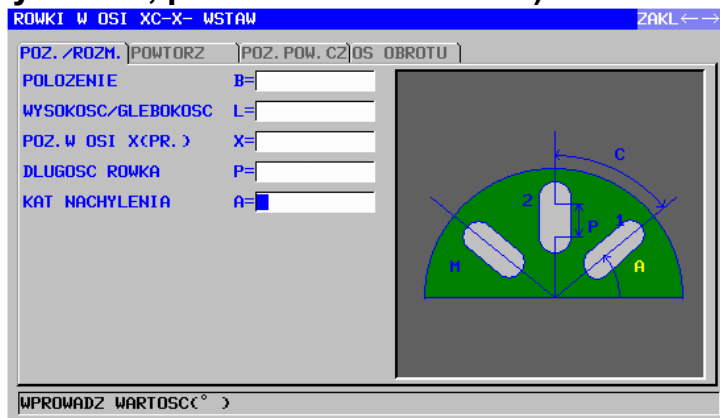 ROWKI W OSI XC-X- WSTAW ZAKL←→
POZ./ROZM. POWTORZ POZ.POW.CZ OS OBROTU
POLOZENIE B=
WYSOKOSC/GLEBOKOSC L=
POZ.W OSI X(PR.) X=
DLUGOSC ROWKA P=
KAT NACHYLENIA A=
C
2
P
1
M
A
WPROWADZ WARTOSC(° )